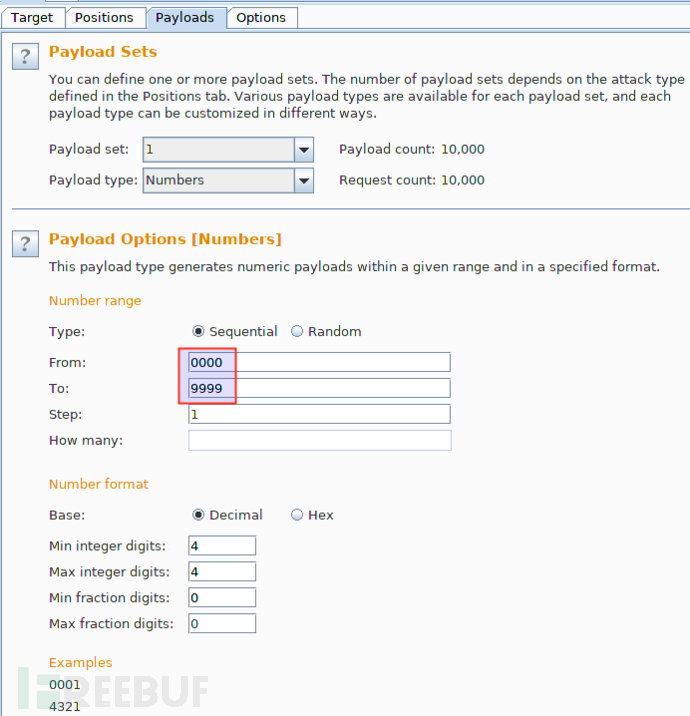 Target Positions Payloads Options
? Payload Sets
You can define one or more payload sets. The number of payload sets depends on the attack type
defined in the Positions tab. Various payload types are available for each payload set, and each
payload type can be customized in different ways.
Payload set: 1 Payload count: 10,000
Payload type: Numbers Request count: 10,000
? Payload Options [Numbers]
This payload type generates numeric payloads within a given range and in a specified format.
Number range
Type: Sequential Random
From: 0000
To: 9999
Step: 1
How many:
Number format
Base: Decimal Hex
Min integer digits: 4
Max integer digits: 4
Min fraction digits: 0
Max fraction digits: 0
Examples
0001
4321
FREEBUF